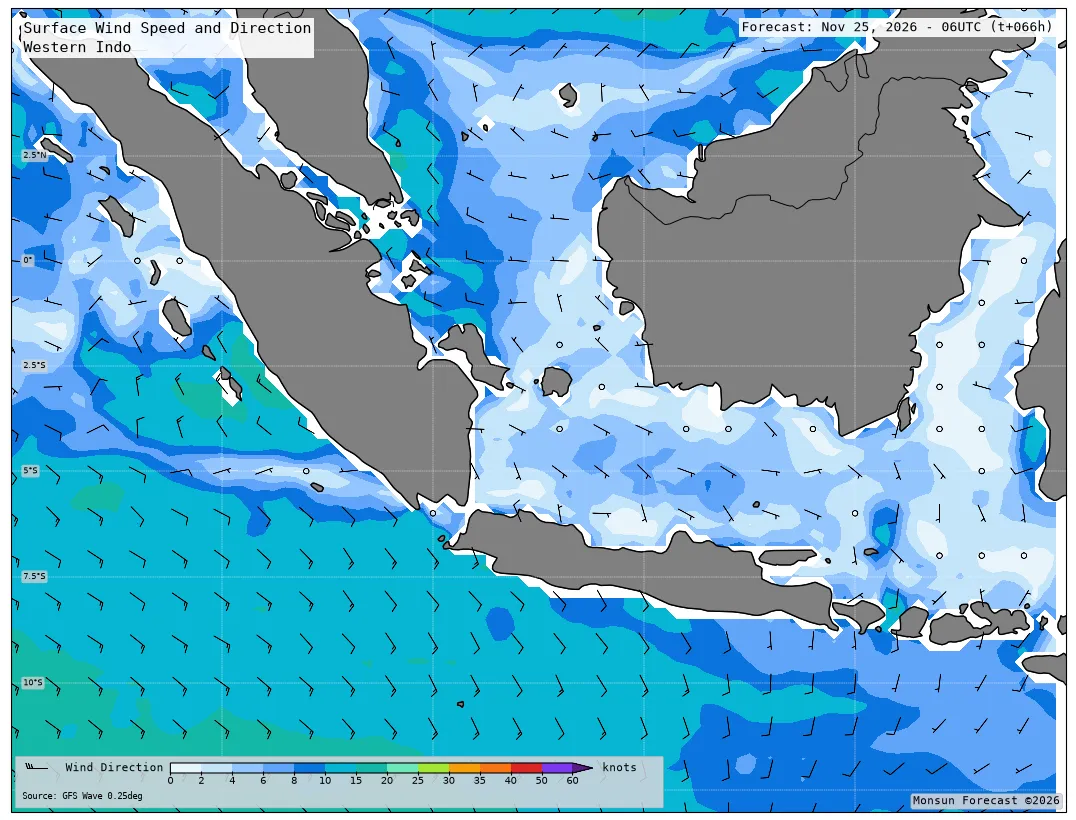 Surface Wind Speed and Direction
Western Indo
Forecast: Nov 25, 2026 - 06UTC (t+066h)
2.5°N
0°
2.5°S
5°S
7.5°S
10°S
Wind Direction
knots
0 2 4 6 8 10 15 20 25 30 35 40 50 60
Source: GFS Wave 0.25deg
Monsun Forecast ©2026